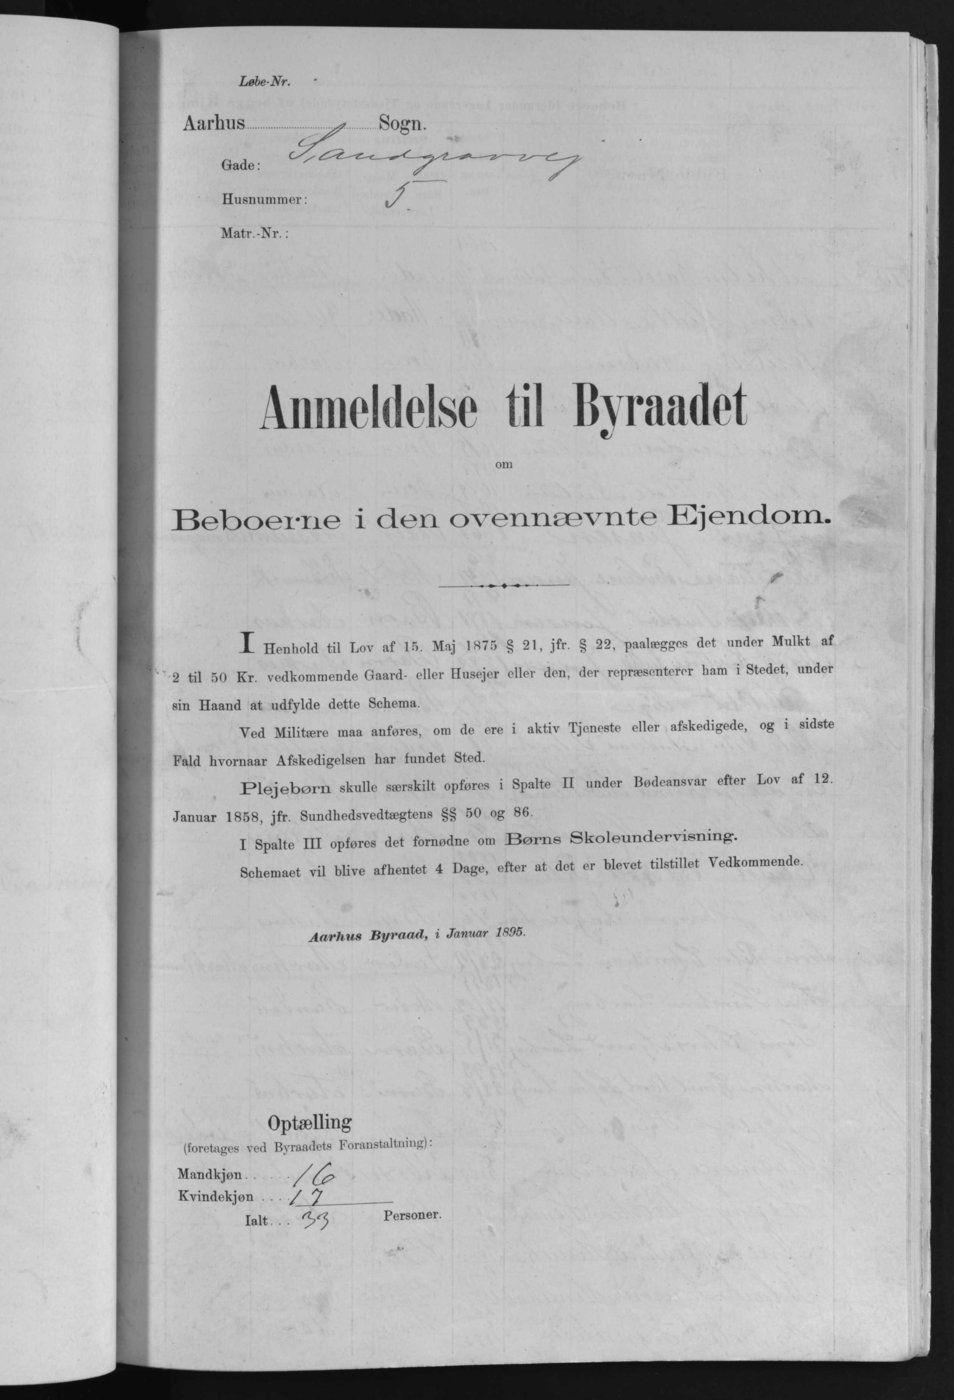 Løbe-Nr.
Aarhus Sogn.
Gade: Sandgravvej
Husnummer: 5.
Matr.-Nr.:
Anmeldelse til Byraadet
om
Beboerne i den ovennævnte Ejendom.
I Henhold til Lov af 15. Maj 1875 § 21, jfr. § 22, paalægges det under Mulkt af
2 til 50 Kr. vedkommende Gaard- eller Husejer eller den, der repræsenterer ham i Stedet, under
sin Haand at udfylde dette Schema.
Ved Militære maa anføres, om de ere i aktiv Tjeneste eller afskedigede, og i sidste
Fald hvornaar Afskedigelsen har fundet Sted.
Plejebørn skulle særskilt opføres i Spalte II under Bødeansvar efter Lov af 12.
Januar 1858, jfr. Sundhedsvedtægtens §§ 50 og 86.
I Spalte III opføres det fornødne om Børns Skoleundervisning.
Schemaet vil blive afhentet 4 Dage, efter at det er blevet tilstillet Vedkommende.
Aarhus Byraad, i Januar 1895.
Optælling
(foretages ved Byraadets Foranstaltning):
Mandkjøn . . . . . . 16
Kvindekjøn . . . 17
Ialt . . . 33 Personer.